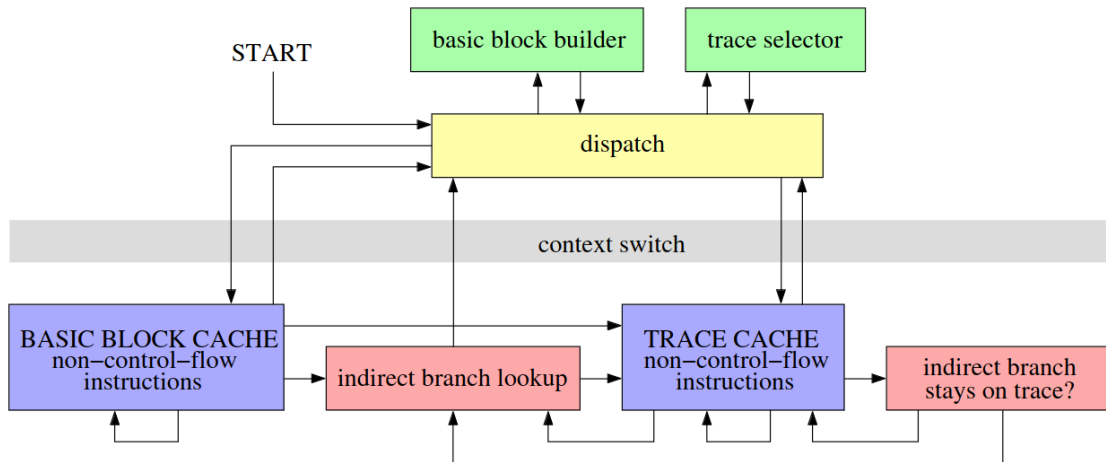 basic block builder
trace selector
START
dispatch
context switch
BASIC BLOCK CACHE
non−control−flow
instructions
indirect branch lookup
TRACE CACHE
non−control−flow
instructions
indirect branch
stays on trace?